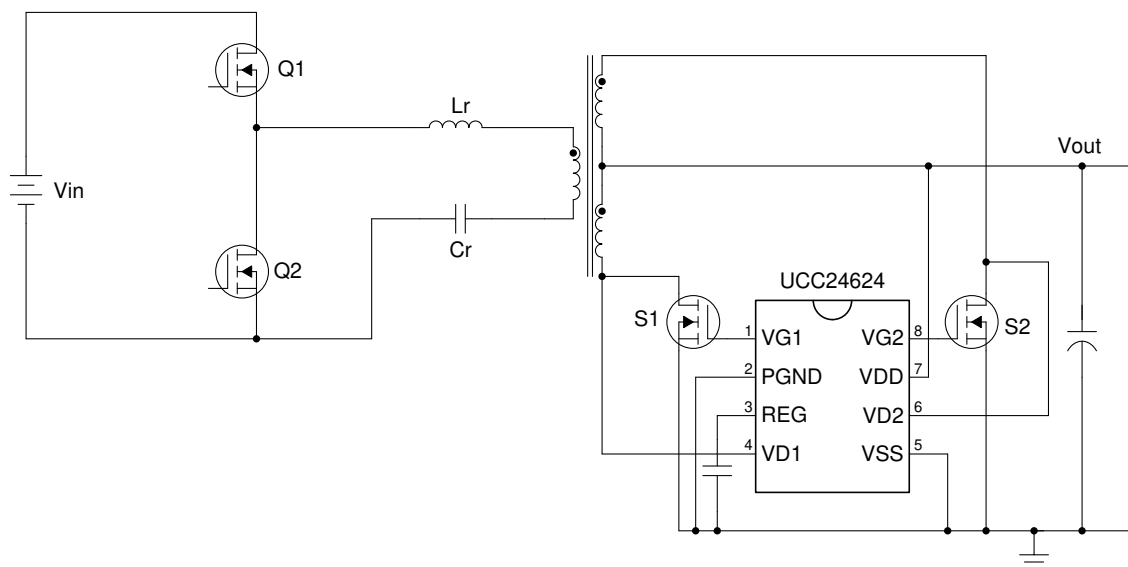 Q1
Lr
Vout
Vin
Cr
Q2
UCC24624
S1
S2
1 VG1 VG2 8
2 PGND VDD 7
3 REG VD2 6
4 VD1 VSS 5